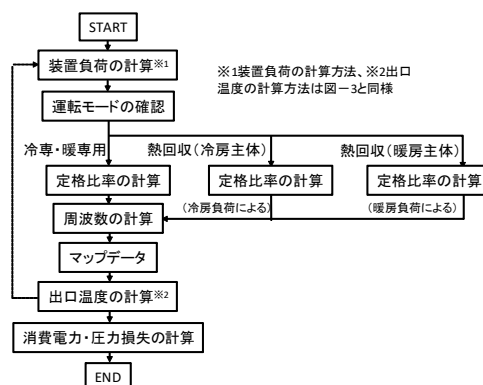 START
装置負荷の計算※1
※1装置負荷の計算方法、※2出口
温度の計算方法は図－3と同様
運転モードの確認
冷専・暖専用
熱回収(冷房主体)
熱回収(暖房主体)
定格比率の計算
定格比率の計算
定格比率の計算
(冷房負荷による)
(暖房負荷による)
周波数の計算
マップデータ
出口温度の計算※2
消費電力・圧力損失の計算
END